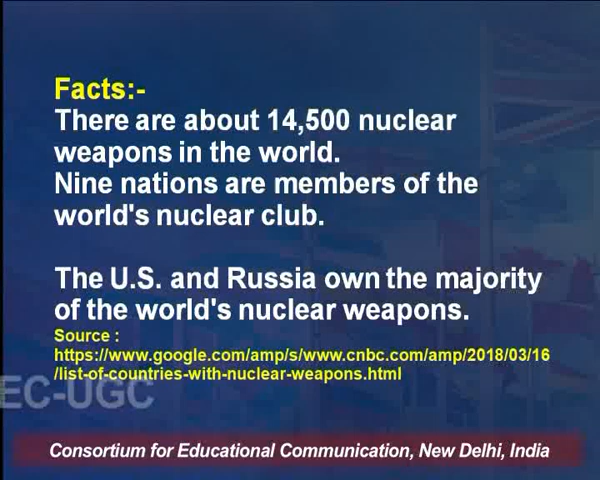 Facts:-
There are about 14,500 nuclear
weapons in the world.
Nine nations are members of the
world's nuclear club.
The U.S. and Russia own the majority
of the world's nuclear weapons.
Source :
https://www.google.com/amp/s/www.cnbc.com/amp/2018/03/16
/list-of-countries-with-nuclear-weapons.html
EC-UGC
Consortium for Educational Communication, New Delhi, India